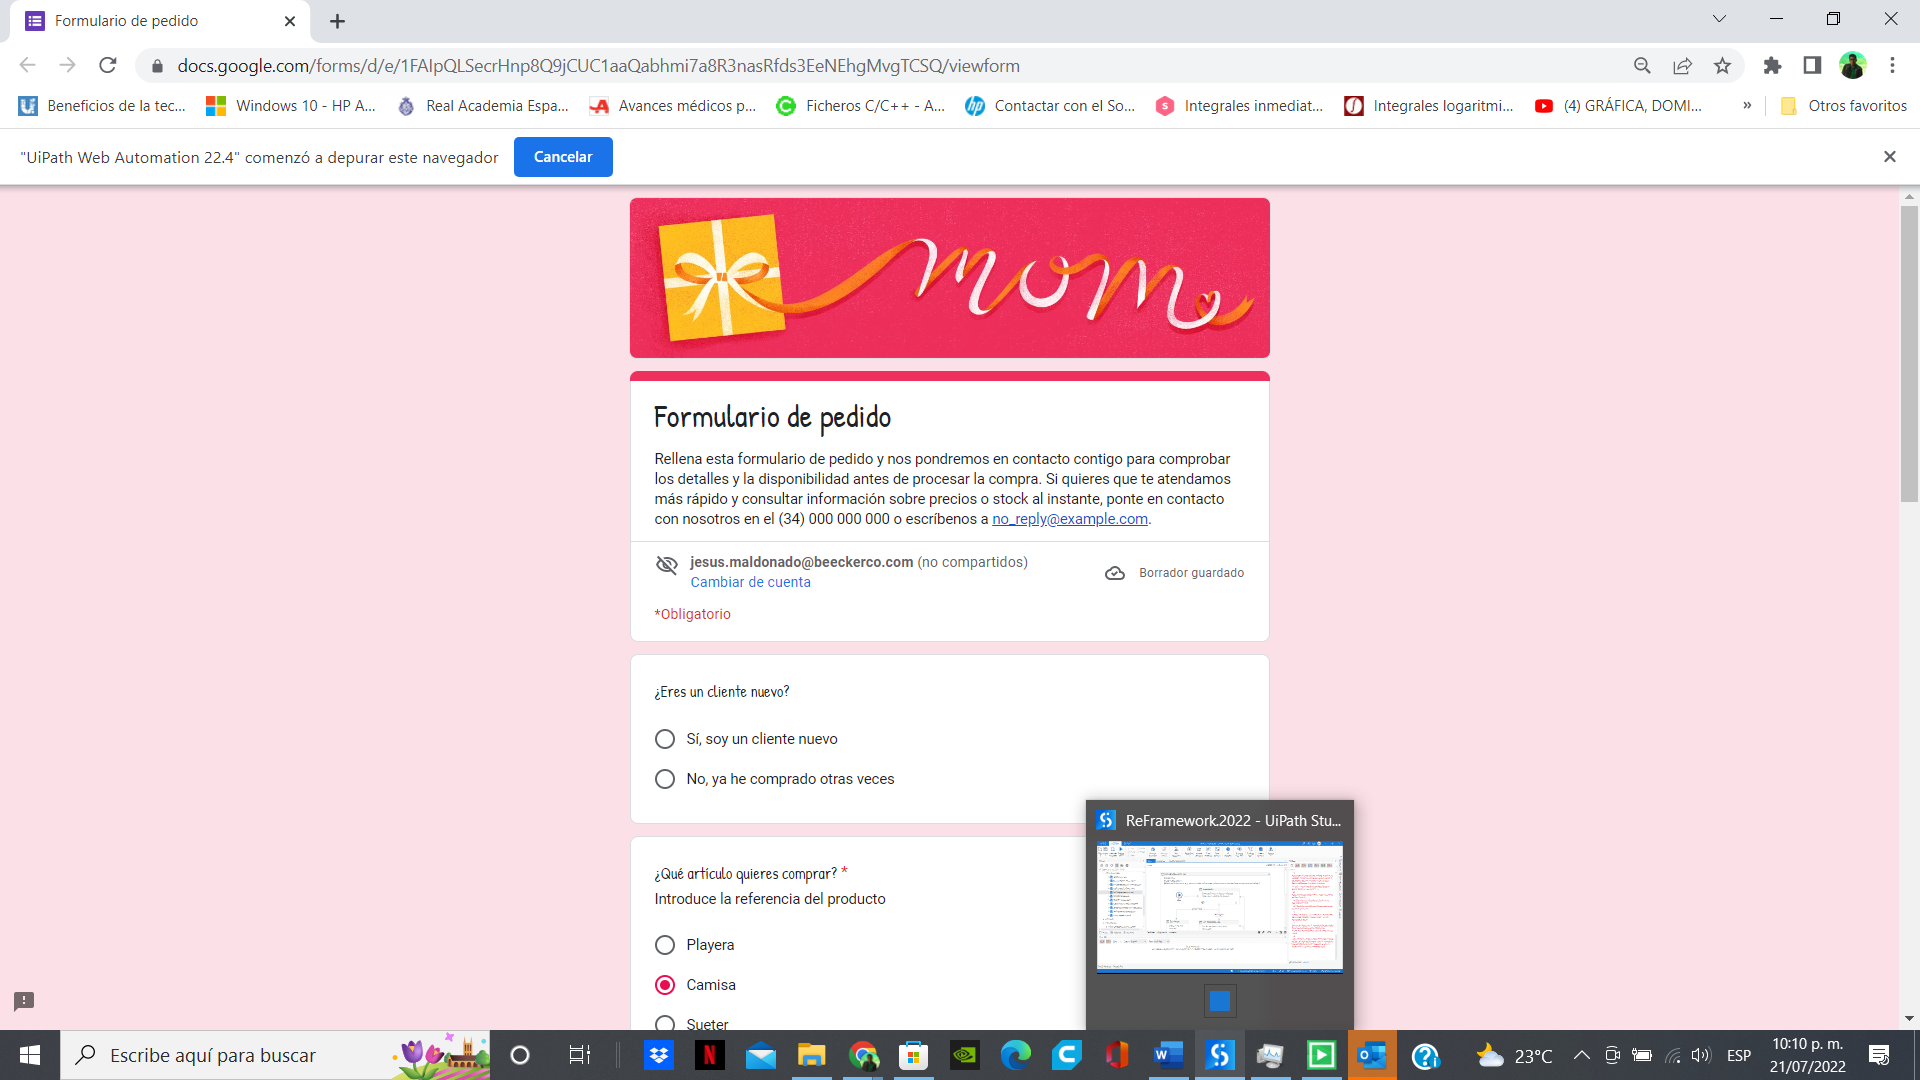 Formulario de pedido
docs.google.com/forms/d/e/1FAIpQLSecrHnp8Q9jCUC1aaQabhmi7a8R3nasRfds3EeNEhgMvgTCSQ/viewform
Beneficios de la tec...
Windows 10 - HP A...
Real Academia Espa...
Avances médicos p...
Ficheros C/C++ - A...
Contactar con el So...
Integrales inmediat...
Integrales logaritmi...
(4) GRÁFICA, DOMI...
»
Otros favoritos
"UiPath Web Automation 22.4" comenzó a depurar este navegador
Cancelar
mom
Formulario de pedido
Rellena esta formulario de pedido y nos pondremos en contacto contigo para comprobar
los detalles y la disponibilidad antes de procesar la compra. Si quieres que te atendamos
más rápido y consultar información sobre precios o stock al instante, ponte en contacto
con nosotros en el (34) 000 000 000 o escríbenos a no_reply@example.com.
jesus.maldonado@beeckerco.com (no compartidos)
Cambiar de cuenta
Borrador guardado
*Obligatorio
¿Eres un cliente nuevo?
Sí, soy un cliente nuevo
No, ya he comprado otras veces
ReFramework.2022 - UiPath Stu...
¿Qué artículo quieres comprar? *
Introduce la referencia del producto
Playera
Camisa
Sueter
Escribe aquí para buscar
23°C
ESP
10:10 p. m.
21/07/2022